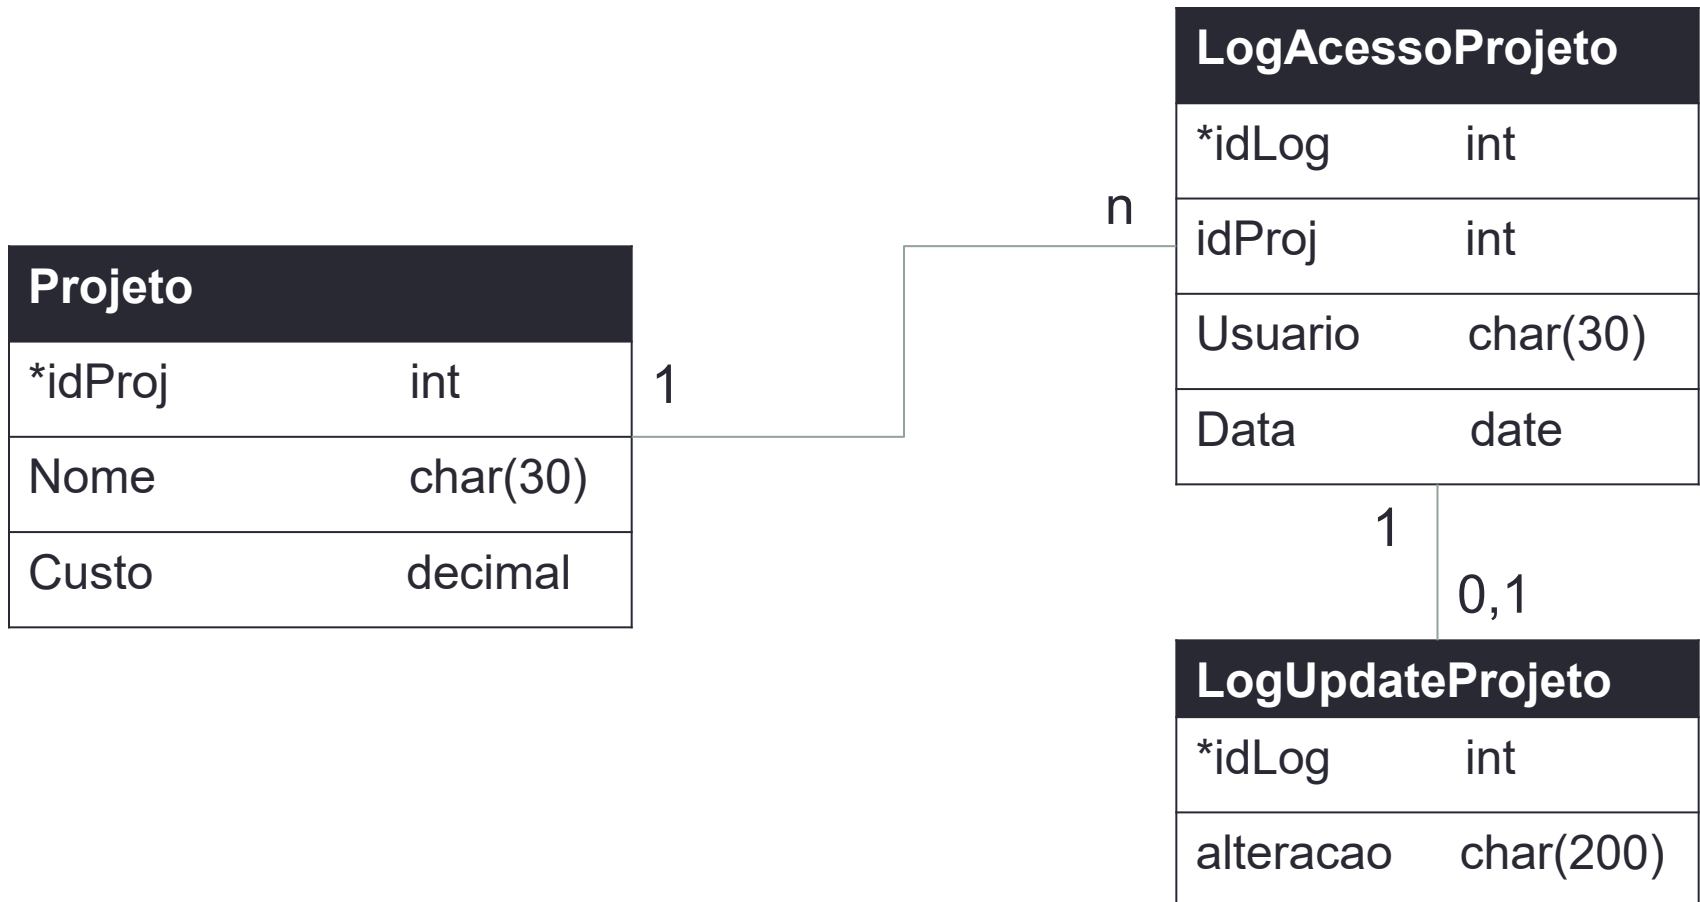 Projeto
*idProj int
Nome char(30)
Custo decimal
1
n
LogAcessoProjeto
*idLog int
idProj int
Usuario char(30)
Data date
1
0,1
LogUpdateProjeto
*idLog int
alteracao char(200)